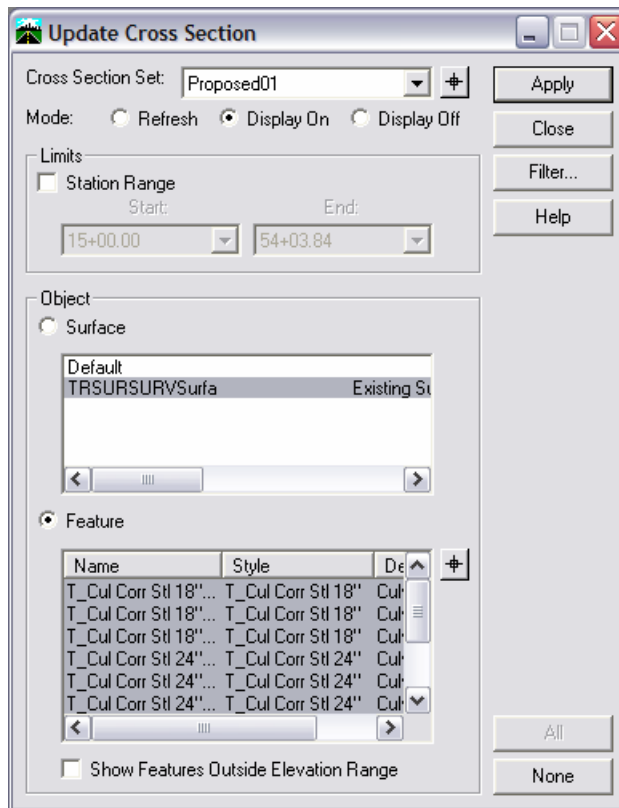 Update Cross Section
Cross Section Set: Proposed01
Apply
Mode: Refresh Display On Display Off
Close
Limits
Filter...
Station Range
Start: End:
Help
15+00.00 54+03.84
Object
Surface
Default
TRSURSURVSurfa Existing Su
Feature
Name Style De
T_Cul Corr Stl 18"... T_Cul Corr Stl 18" Cul
T_Cul Corr Stl 18"... T_Cul Corr Stl 18" Cul
T_Cul Corr Stl 18"... T_Cul Corr Stl 18" Cul
T_Cul Corr Stl 24"... T_Cul Corr Stl 24" Cul
T_Cul Corr Stl 24"... T_Cul Corr Stl 24" Cul
T_Cul Corr Stl 24"... T_Cul Corr Stl 24" Cul
All
Show Features Outside Elevation Range
None